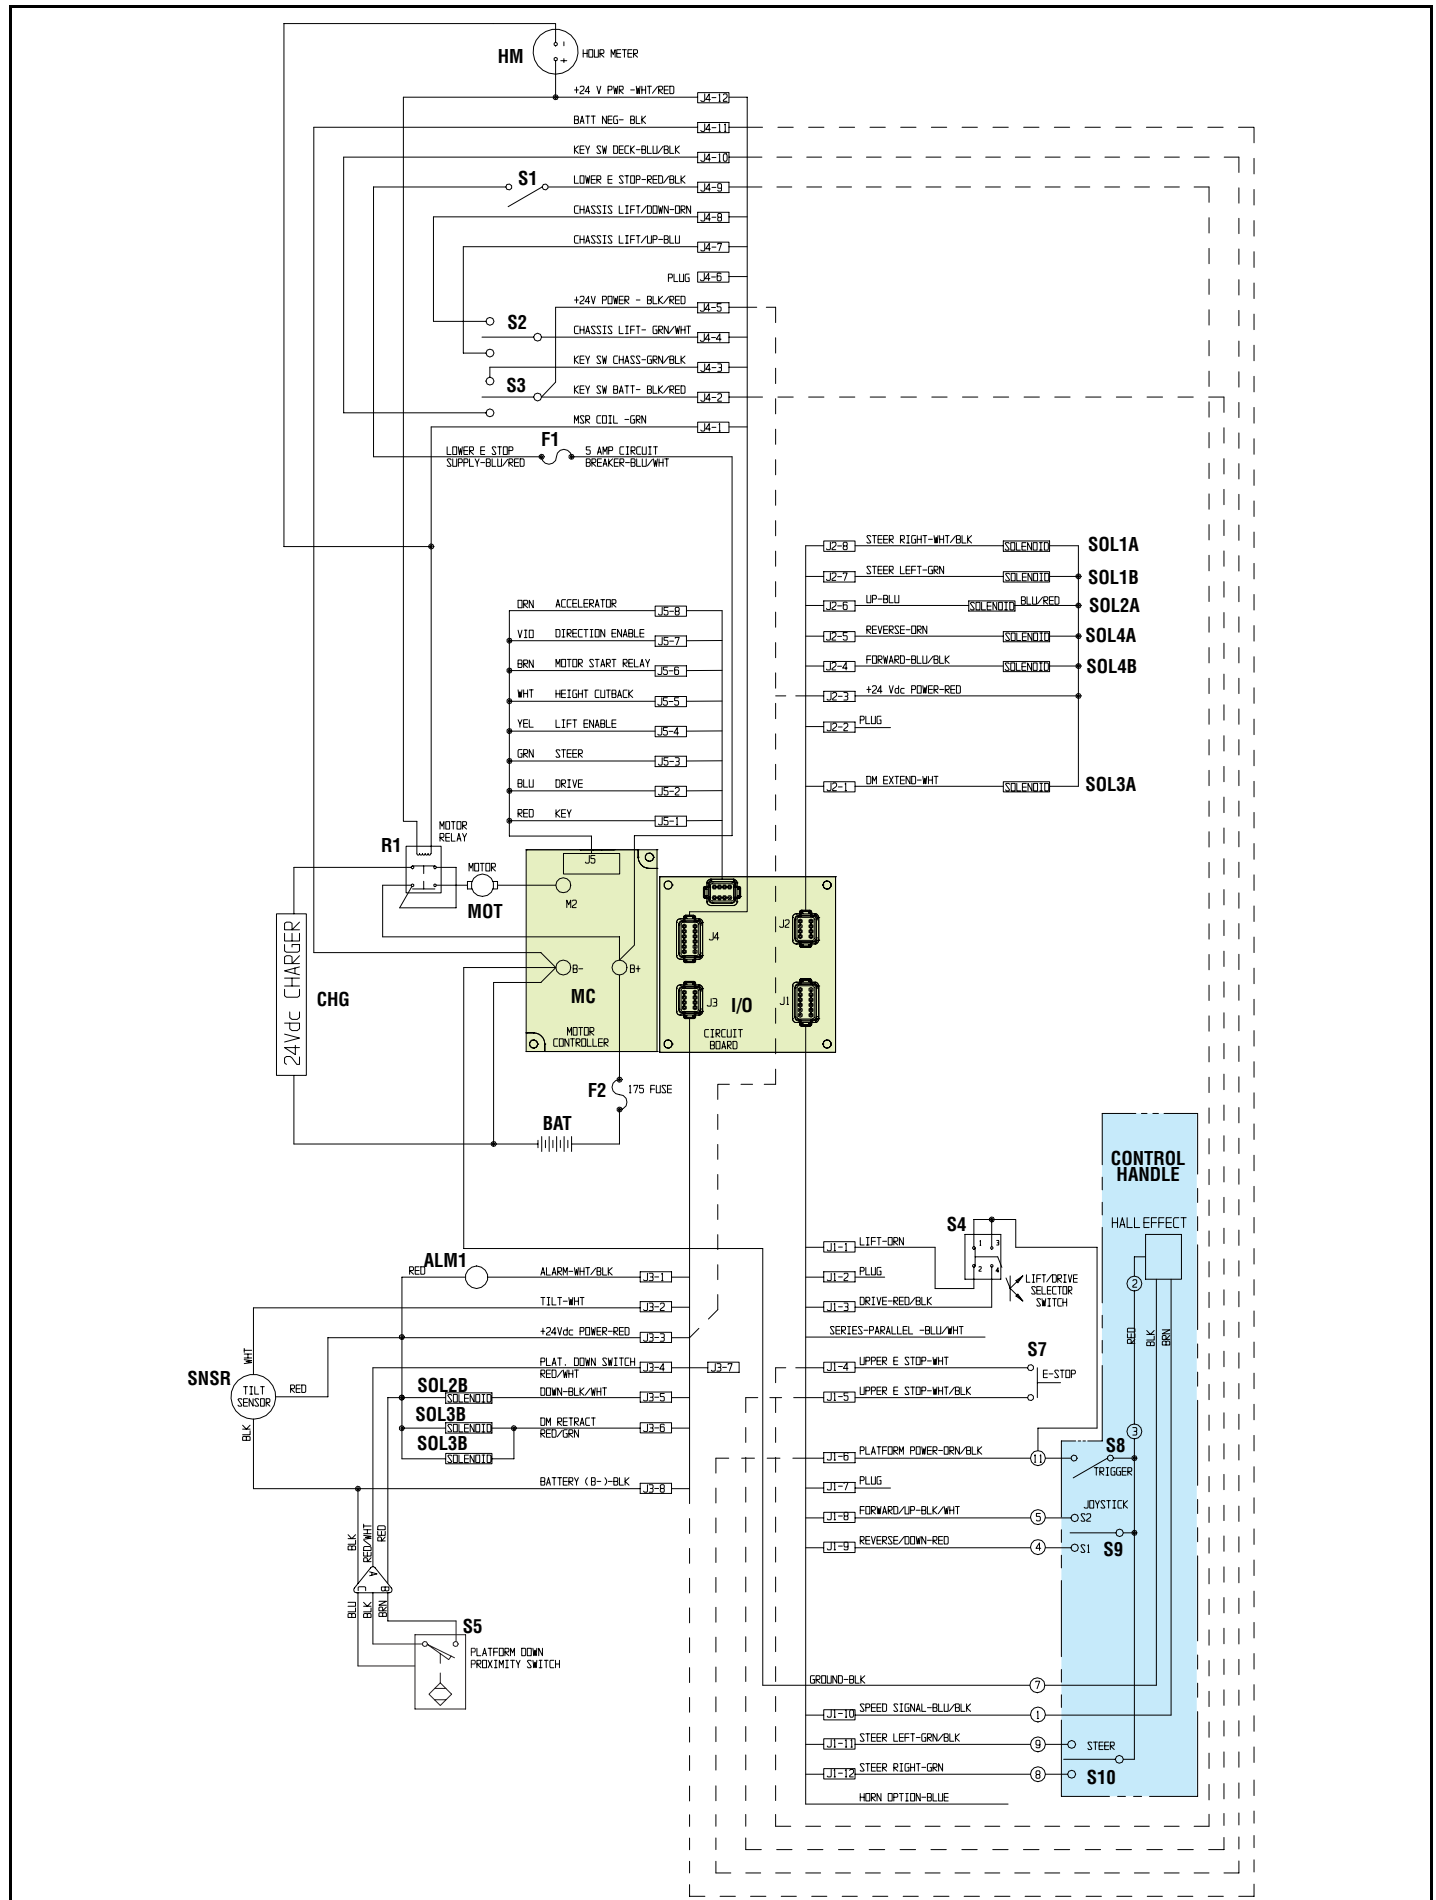 HM
HOUR METER
-
+
+24 V PWR -WHT/RED
J4-12
BATT NEG- BLK
J4-11
KEY SW DECK-BLU/BLK
J4-10
S1
LOWER E STOP-RED/BLK
J4-9
CHASSIS LIFT/DOWN-ORN
J4-8
CHASSIS LIFT/UP-BLU
J4-7
PLUG
J4-6
+24V POWER - BLK/RED
J4-5
S2
CHASSIS LIFT- GRN/WHT
J4-4
KEY SW CHASS-GRN/BLK
J4-3
S3
KEY SW BATT- BLK/RED
J4-2
MSR COIL -GRN
J4-1
F1
LOWER E STOP
SUPPLY-BLU/RED
5 AMP CIRCUIT
BREAKER-BLU/WHT
J2-8
STEER RIGHT-WHT/BLK
SOLENOID
SOL1A
J2-7
STEER LEFT-GRN
SOLENOID
SOL1B
J2-6
UP-BLU
SOLENOID
BLU/RED
SOL2A
J2-5
REVERSE-ORN
SOLENOID
SOL4A
J2-4
FORWARD-BLU/BLK
SOLENOID
SOL4B
J2-3
+24 Vdc POWER-RED
J2-2
PLUG
J2-1
DM EXTEND-WHT
SOLENOID
SOL3A
ORN ACCELERATOR
J5-8
VIO DIRECTION ENABLE
J5-7
BRN MOTOR START RELAY
J5-6
WHT HEIGHT CUTBACK
J5-5
YEL LIFT ENABLE
J5-4
GRN STEER
J5-3
BLU DRIVE
J5-2
RED KEY
J5-1
R1
MOTOR
RELAY
MOTOR
MOT
J5
M2
B-
B+
MC
MOTOR
CONTROLLER
J4
J2
J3
J1
I/O
CIRCUIT
BOARD
24Vdc CHARGER
CHG
F2
175 FUSE
BAT
CONTROL
HANDLE
HALL EFFECT
2
RED
BLK
BRN
3
S4
1
3
2
4
LIFT/DRIVE
SELECTOR
SWITCH
J1-1
LIFT-ORN
J1-2
PLUG
J1-3
DRIVE-RED/BLK
SERIES-PARALLEL -BLU/WHT
J1-4
UPPER E STOP-WHT
S7
E-STOP
J1-5
UPPER E STOP-WHT/BLK
J1-6
PLATFORM POWER-ORN/BLK
11
S8
TRIGGER
J1-7
PLUG
JOYSTICK
J1-8
FORWARD/UP-BLK/WHT
5
S2
J1-9
REVERSE/DOWN-RED
4
S1
S9
GROUND-BLK
7
J1-10
SPEED SIGNAL-BLU/BLK
1
J1-11
STEER LEFT-GRN/BLK
9
STEER
J1-12
STEER RIGHT-GRN
8
S10
HORN OPTION-BLUE
ALM1
RED
ALARM-WHT/BLK
J3-1
TILT-WHT
J3-2
+24Vdc POWER-RED
J3-3
PLAT. DOWN SWITCH
RED/WHT
J3-4
J3-7
SOL2B
SOLENOID
DOWN-BLK/WHT
J3-5
SOL3B
SOLENOID
DM RETRACT
RED/GRN
J3-6
SOL3B
SOLENOID
BATTERY (B-)-BLK
J3-8
SNSR
TILT
SENSOR
WHT
RED
BLK
BLK
RED/WHT
RED
C
A
B
BLU
BLK
BRN
S5
PLATFORM DOWN
PROXIMITY SWITCH